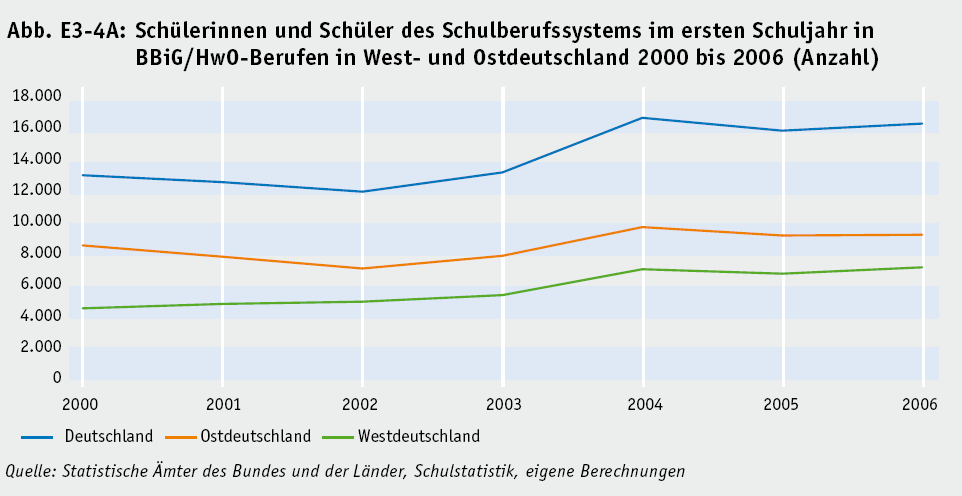 Abb. E3-4A: Schülerinnen und Schüler des Schulberufssystems im ersten Schuljahr in
BBiG/HwO-Berufen in West- und Ostdeutschland 2000 bis 2006 (Anzahl)
18.000
16.000
14.000
12.000
10.000
8.000
6.000
4.000
2.000
0
2000 2001 2002 2003 2004 2005 2006
Deutschland Ostdeutschland Westdeutschland
Quelle: Statistische Ämter des Bundes und der Länder, Schulstatistik, eigene Berechnungen